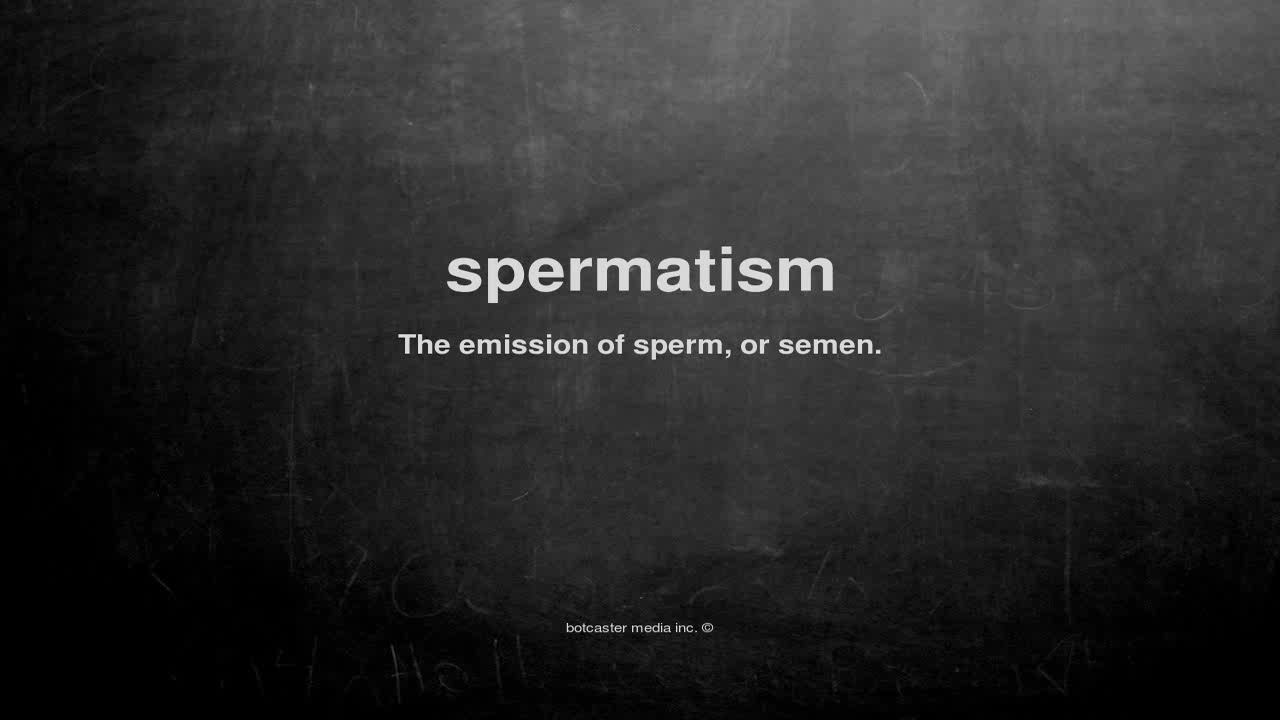 spermatism
The emission of sperm, or semen.
botcaster media inc. ©